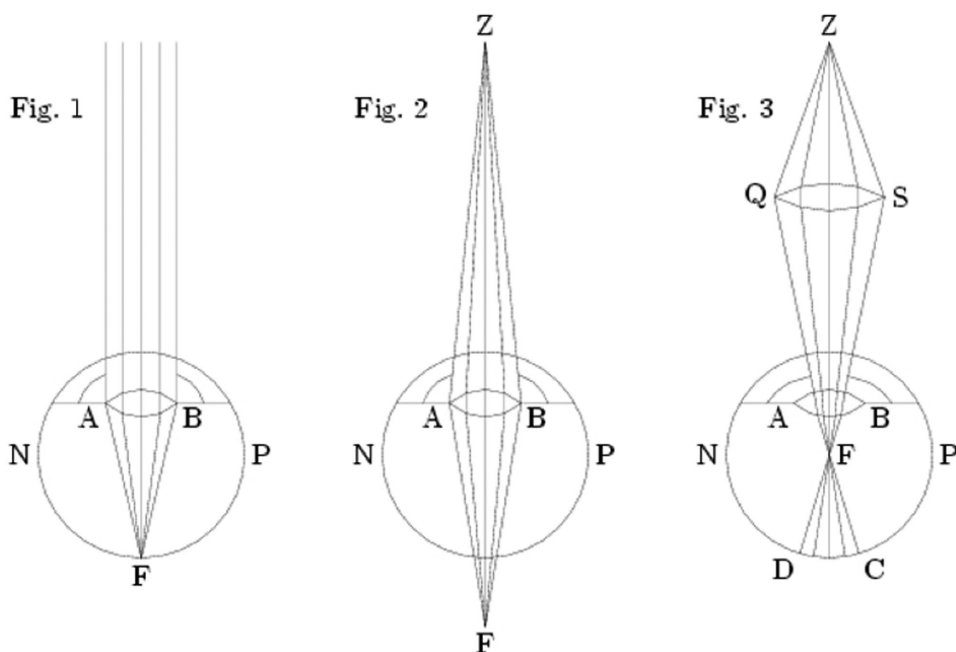 Z Z
Fig. 1 Fig. 2 Fig. 3
Q S
A B A B A B
N P N P N F P
D C
F
F